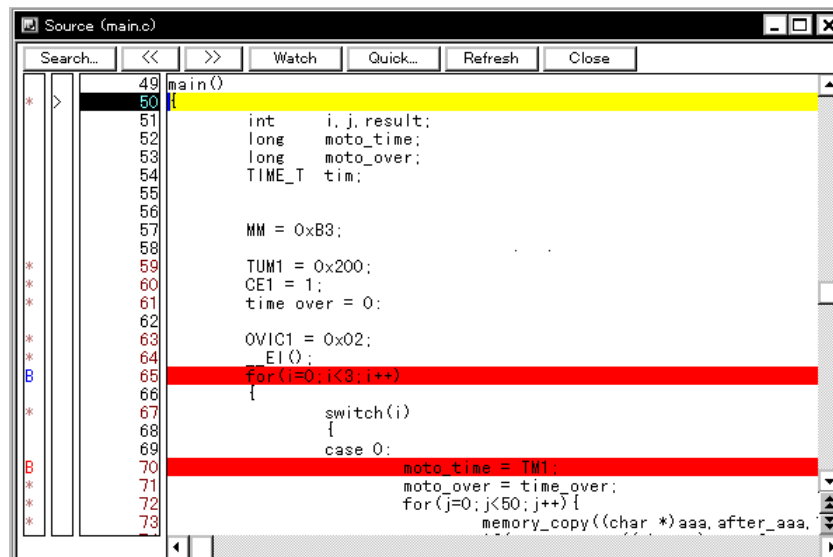 Source (main.c)
Search... << >> Watch Quick... Refresh Close
49 main()
* > 50 {
51 int i,j,result;
52 long moto_time;
53 long moto_over;
54 TIME_T tim;
55
56
57 MM = 0xB3;
58
* 59 TUM1 = 0x200;
* 60 CE1 = 1;
* 61 time over = 0:
62
* 63 OVIC1 = 0x02;
* 64 __EI();
B 65 for(i=0;i<3;i++)
66 {
* 67 switch(i)
68 {
69 case 0:
B 70 moto_time = TM1;
* 71 moto_over = time_over;
* 72 for(j=0;j<50;j++){
* 73 memory_copy((char *)aaa,after_aaa,